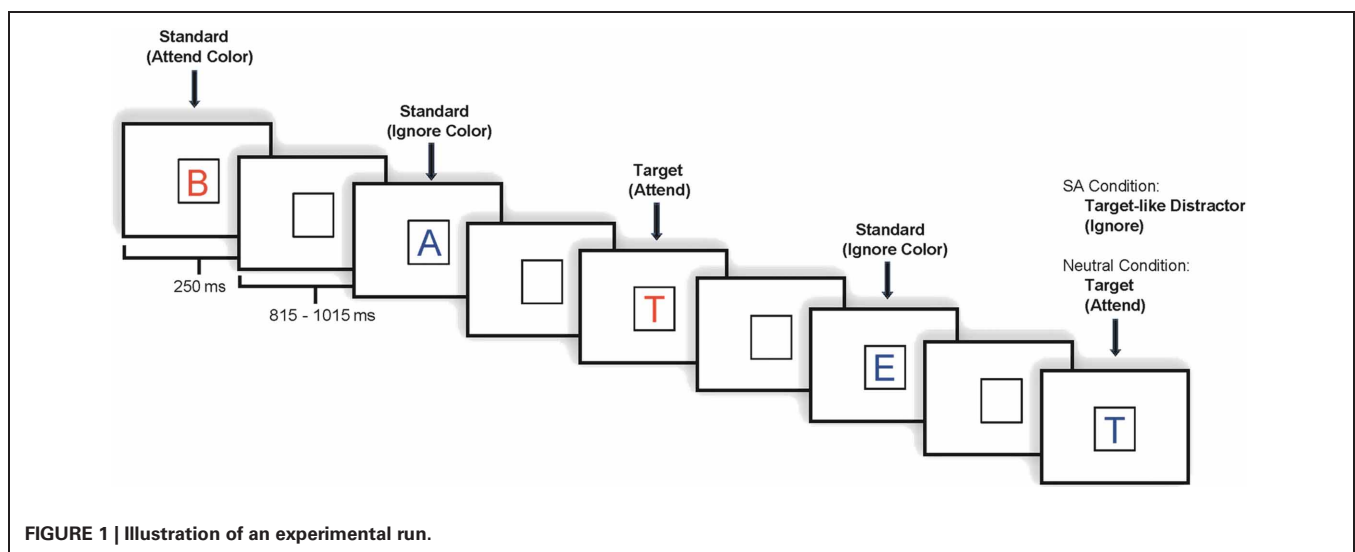 Standard
(Attend Color)
Standard
(Ignore Color)
Target
(Attend)
Standard
(Ignore Color)
SA Condition:
Target-like Distractor
(Ignore)
Neutral Condition:
Target
(Attend)
B
A
T
E
T
250 ms
815 - 1015 ms
FIGURE 1 | Illustration of an experimental run.